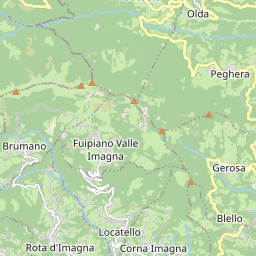 Olda
Peghera
Brumano
Fuipiano Valle
Imagna
Gerosa
Blello
Locatello
Rota d'Imagna
Corna Imagna